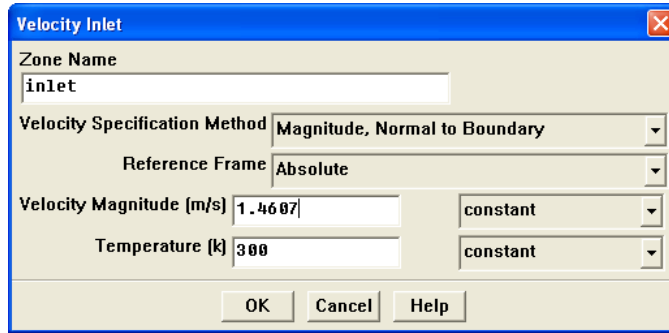 Velocity Inlet
Zone Name
inlet
Velocity Specification Method Magnitude, Normal to Boundary
Reference Frame Absolute
Velocity Magnitude (m/s) 1.4607 constant
Temperature (k) 300 constant
OK Cancel Help